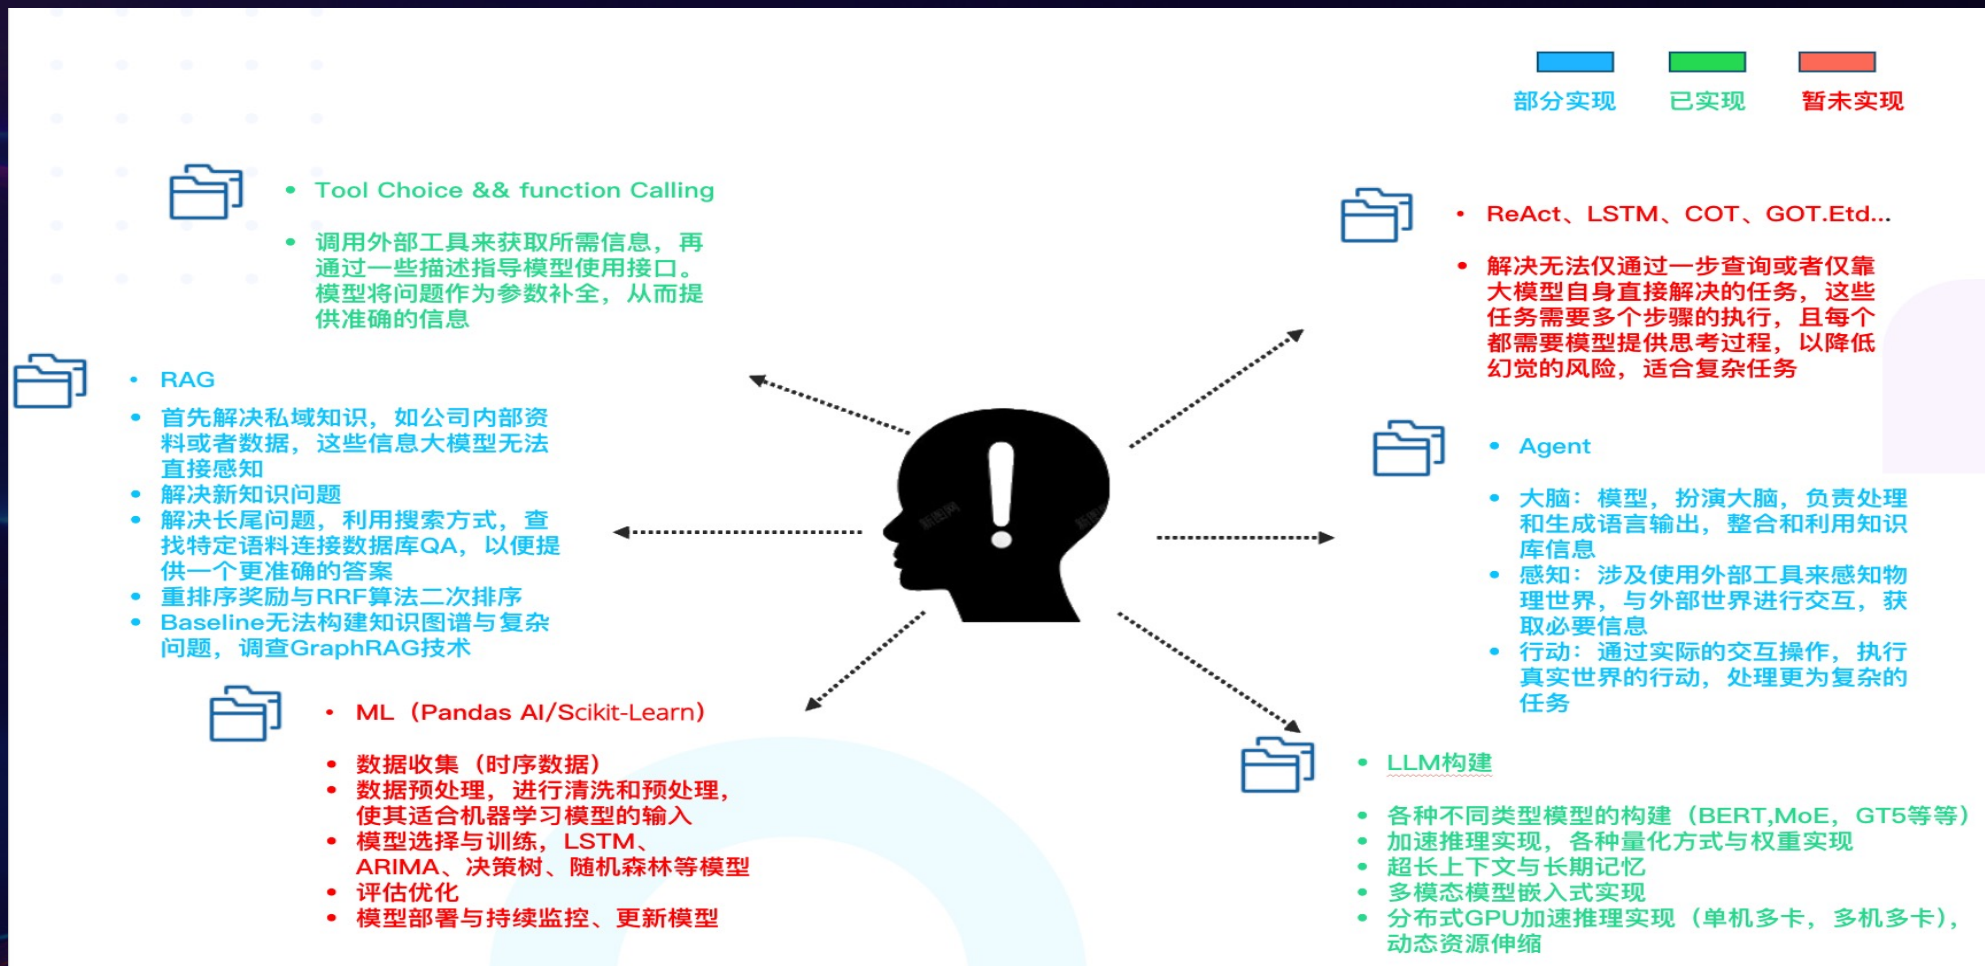 部分实现
已实现
暂未实现
Tool Choice && function Calling
调用外部工具来获取所需信息，再
通过一些描述指导模型使用接口。
模型将问题作为参数补全，从而提
供准确的信息
RAG
首先解决私域知识，如公司内部资
料或者数据，这些信息大模型无法
直接感知
解决新知识问题
解决长尾问题，利用搜索方式，查
找特定语料连接数据库QA，以便提
供一个更准确的答案
重排序奖励与RRF算法二次排序
Baseline无法构建知识图谱与复杂
问题，调查GraphRAG技术
ML（Pandas AI/Scikit-Learn）
数据收集（时序数据）
数据预处理，进行清洗和预处理，
使其适合机器学习模型的输入
模型选择与训练，LSTM、
ARIMA、决策树、随机森林等模型
评估优化
模型部署与持续监控、更新模型
新图网
新图网
ReAct、LSTM、COT、GOT.Etd...
解决无法仅通过一步查询或者仅靠
大模型自身直接解决的任务，这些
任务需要多个步骤的执行，且每个
都需要模型提供思考过程，以降低
幻觉的风险，适合复杂任务
Agent
大脑：模型，扮演大脑，负责处理
和生成语言输出，整合和利用知识
库信息
感知：涉及使用外部工具来感知物
理世界，与外部世界进行交互，获
取必要信息
行动：通过实际的交互操作，执行
真实世界的行动，处理更为复杂的
任务
LLM构建
各种不同类型模型的构建（BERT,MoE，GT5等等）
加速推理实现，各种量化方式与权重实现
超长上下文与长期记忆
多模态模型嵌入式实现
分布式GPU加速推理实现（单机多卡，多机多卡），
动态资源伸缩